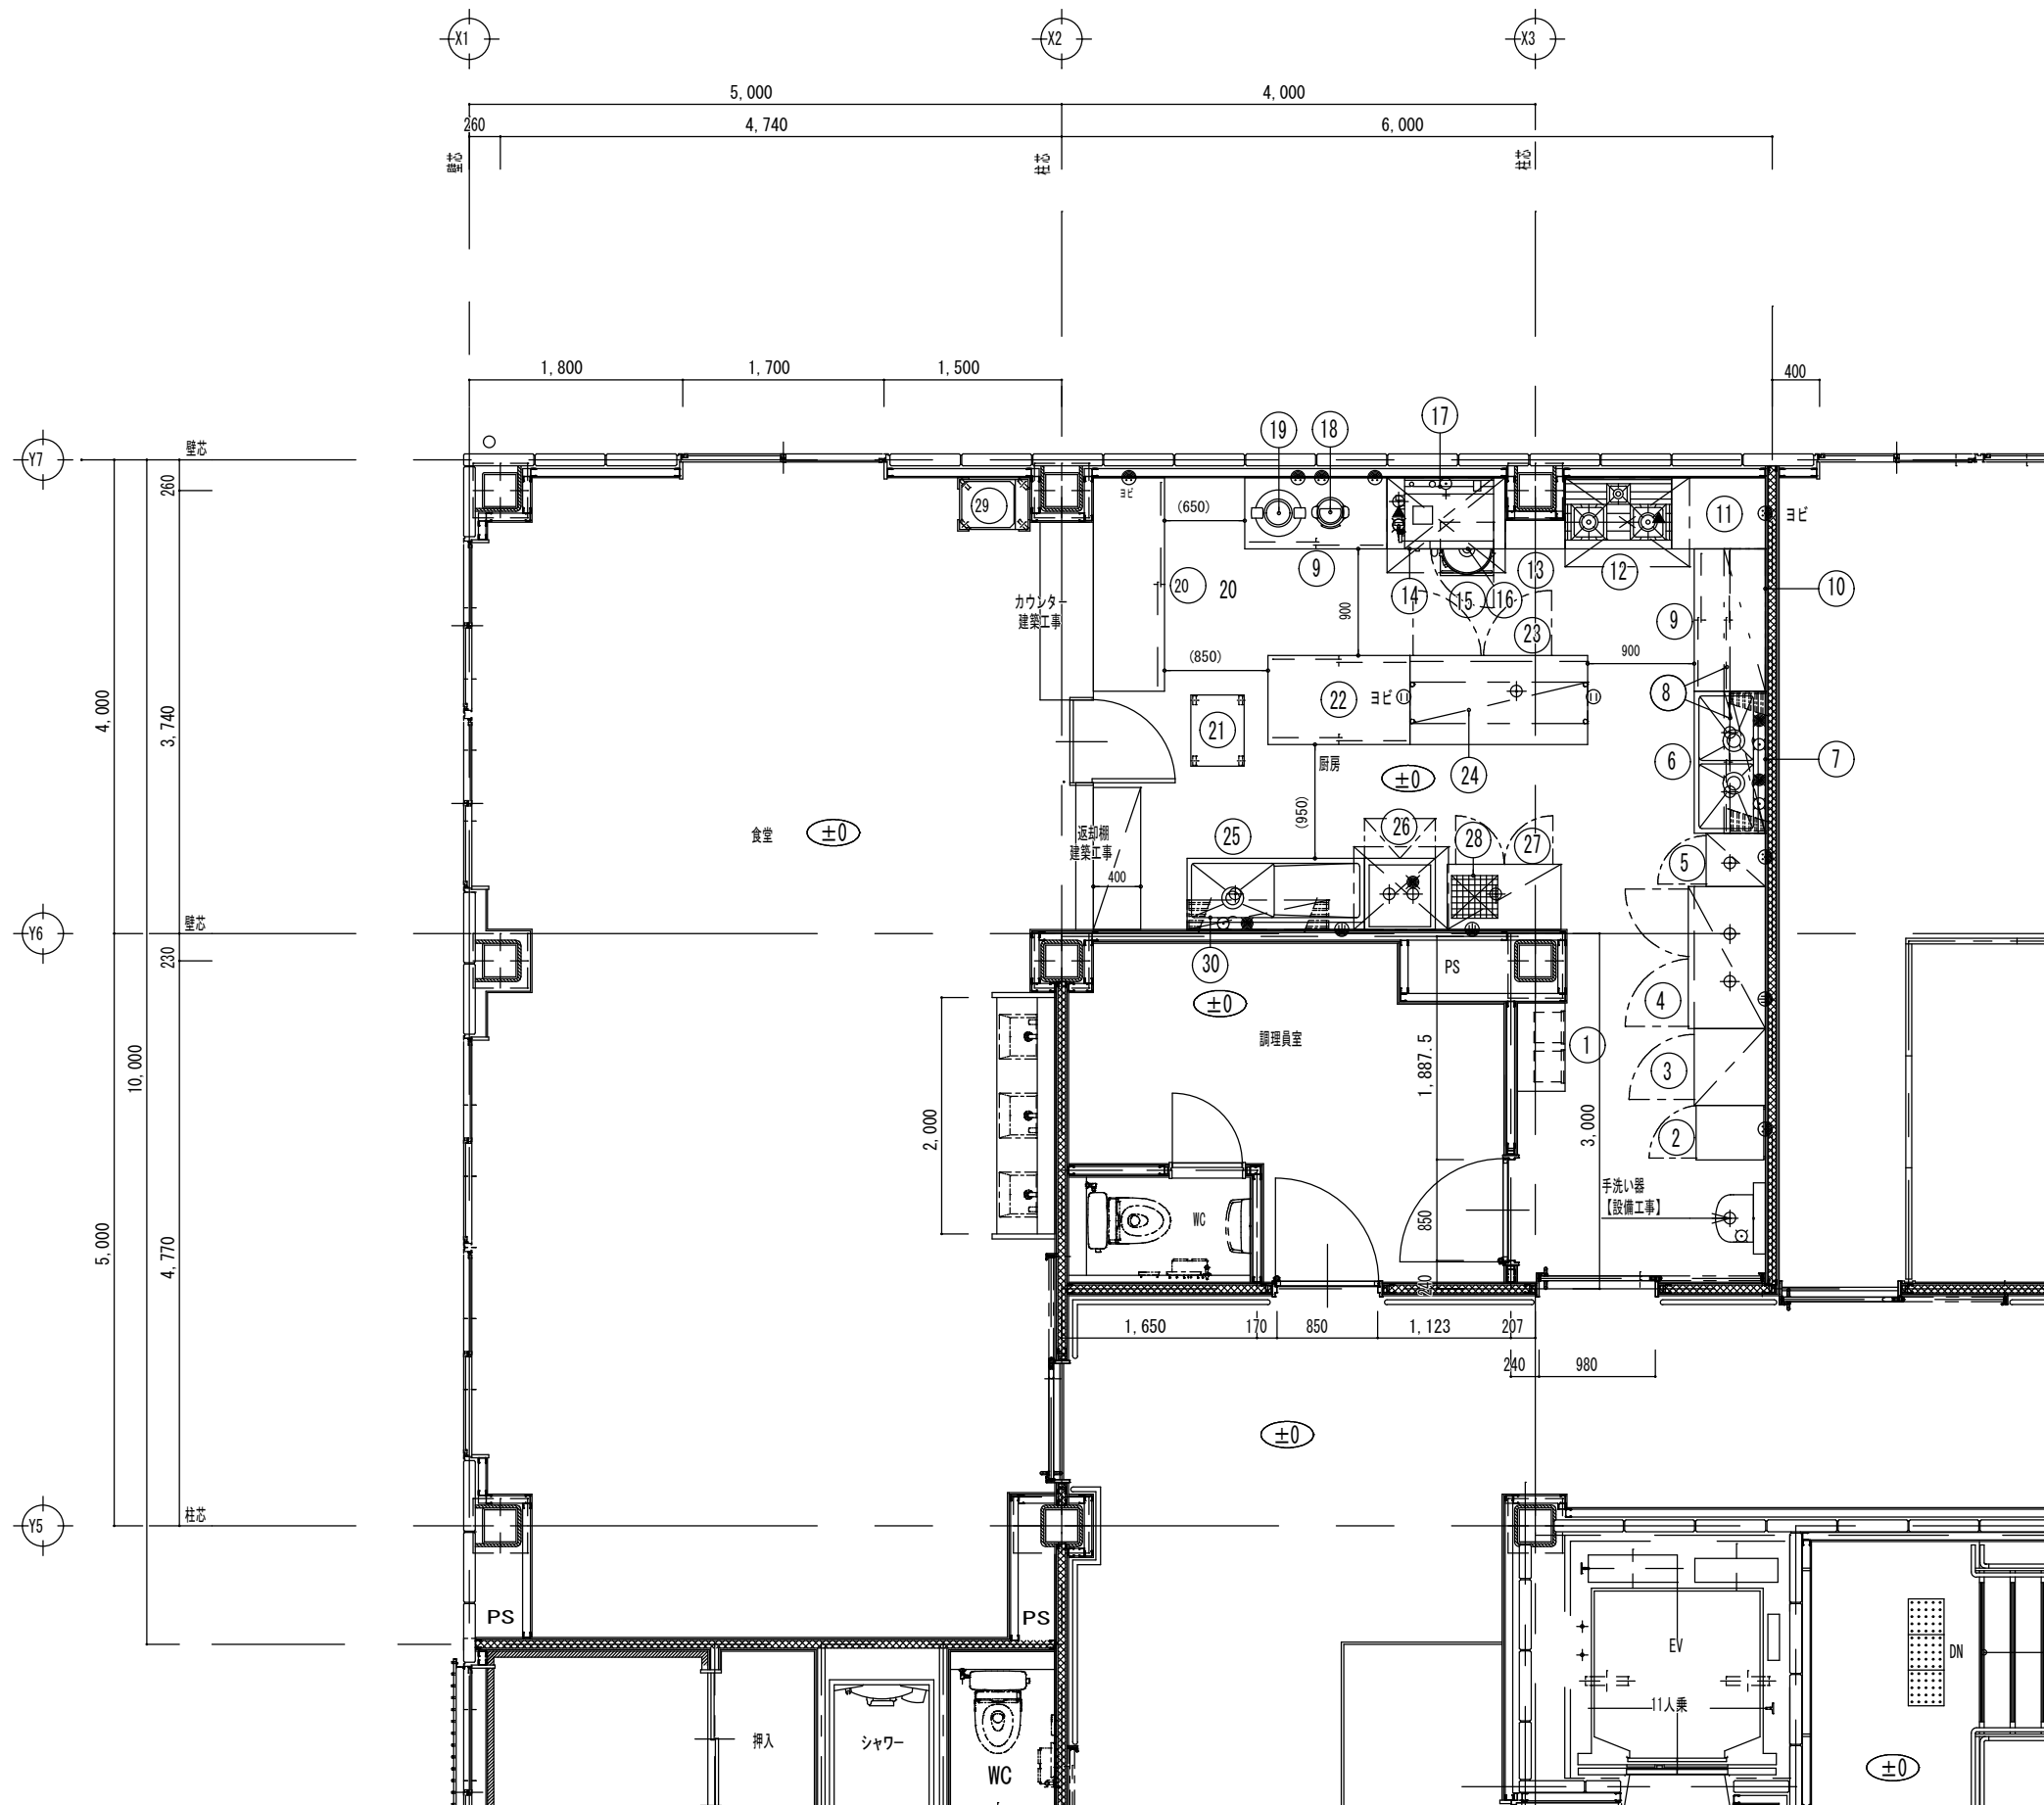 X1
X2
X3
5,000
4,000
260
4,740
6,000
壁芯
柱芯
柱芯
1,800
1,700
1,500
400
17
19
18
Y7
壁芯
260
ヨビ
29
(650)
11
ヨビ
20
20
9
13
12
10
カウンター
建築工事
14
15
16
900
9
23
(850)
900
22
ヨビ
8
21
4,000
3,740
厨房
±0
24
6
7
(950)
食堂
±0
返却棚
建築工事
25
26
28
27
5
400
Y6
壁芯
230
30
PS
±0
4
調理員室
1
3
10,000
1,887.5
2,000
3,000
2
手洗い器
【設備工事】
WC
850
5,000
4,770
240
1,650
170
850
1,123
207
240
980
±0
Y5
柱芯
PS
PS
EV
DN
11人乗
押入
シャワー
WC
±0